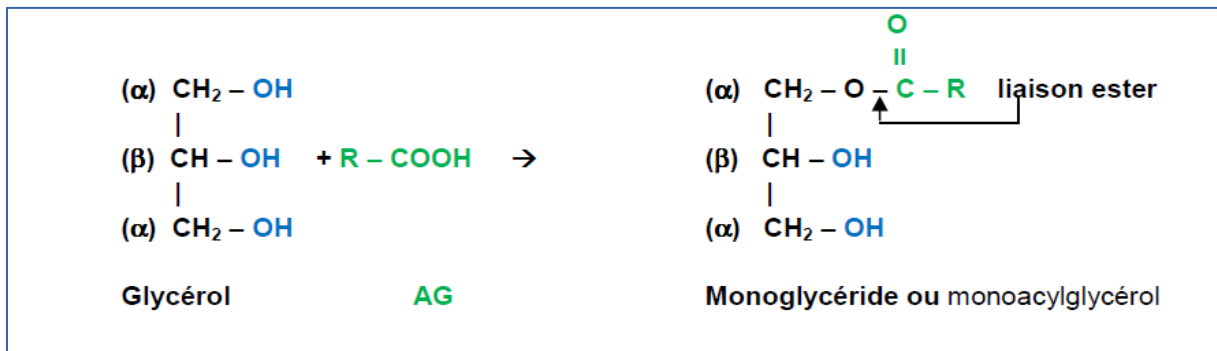 O
||
(α) CH₂ – OH (α) CH₂ – O – C – R liaison ester
| |
(β) CH – OH + R – COOH → (β) CH – OH
| |
(α) CH₂ – OH (α) CH₂ – OH
Glycérol AG Monoglycéride ou monoacylglycérol